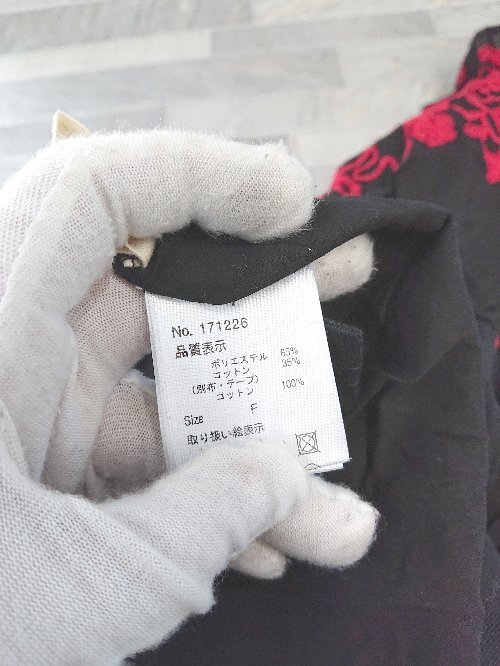 No. 171226
品質表示
ポリエステル 65%
コットン 35%
(別布・テープ)
コットン 100%
Size F
取り扱い絵表示